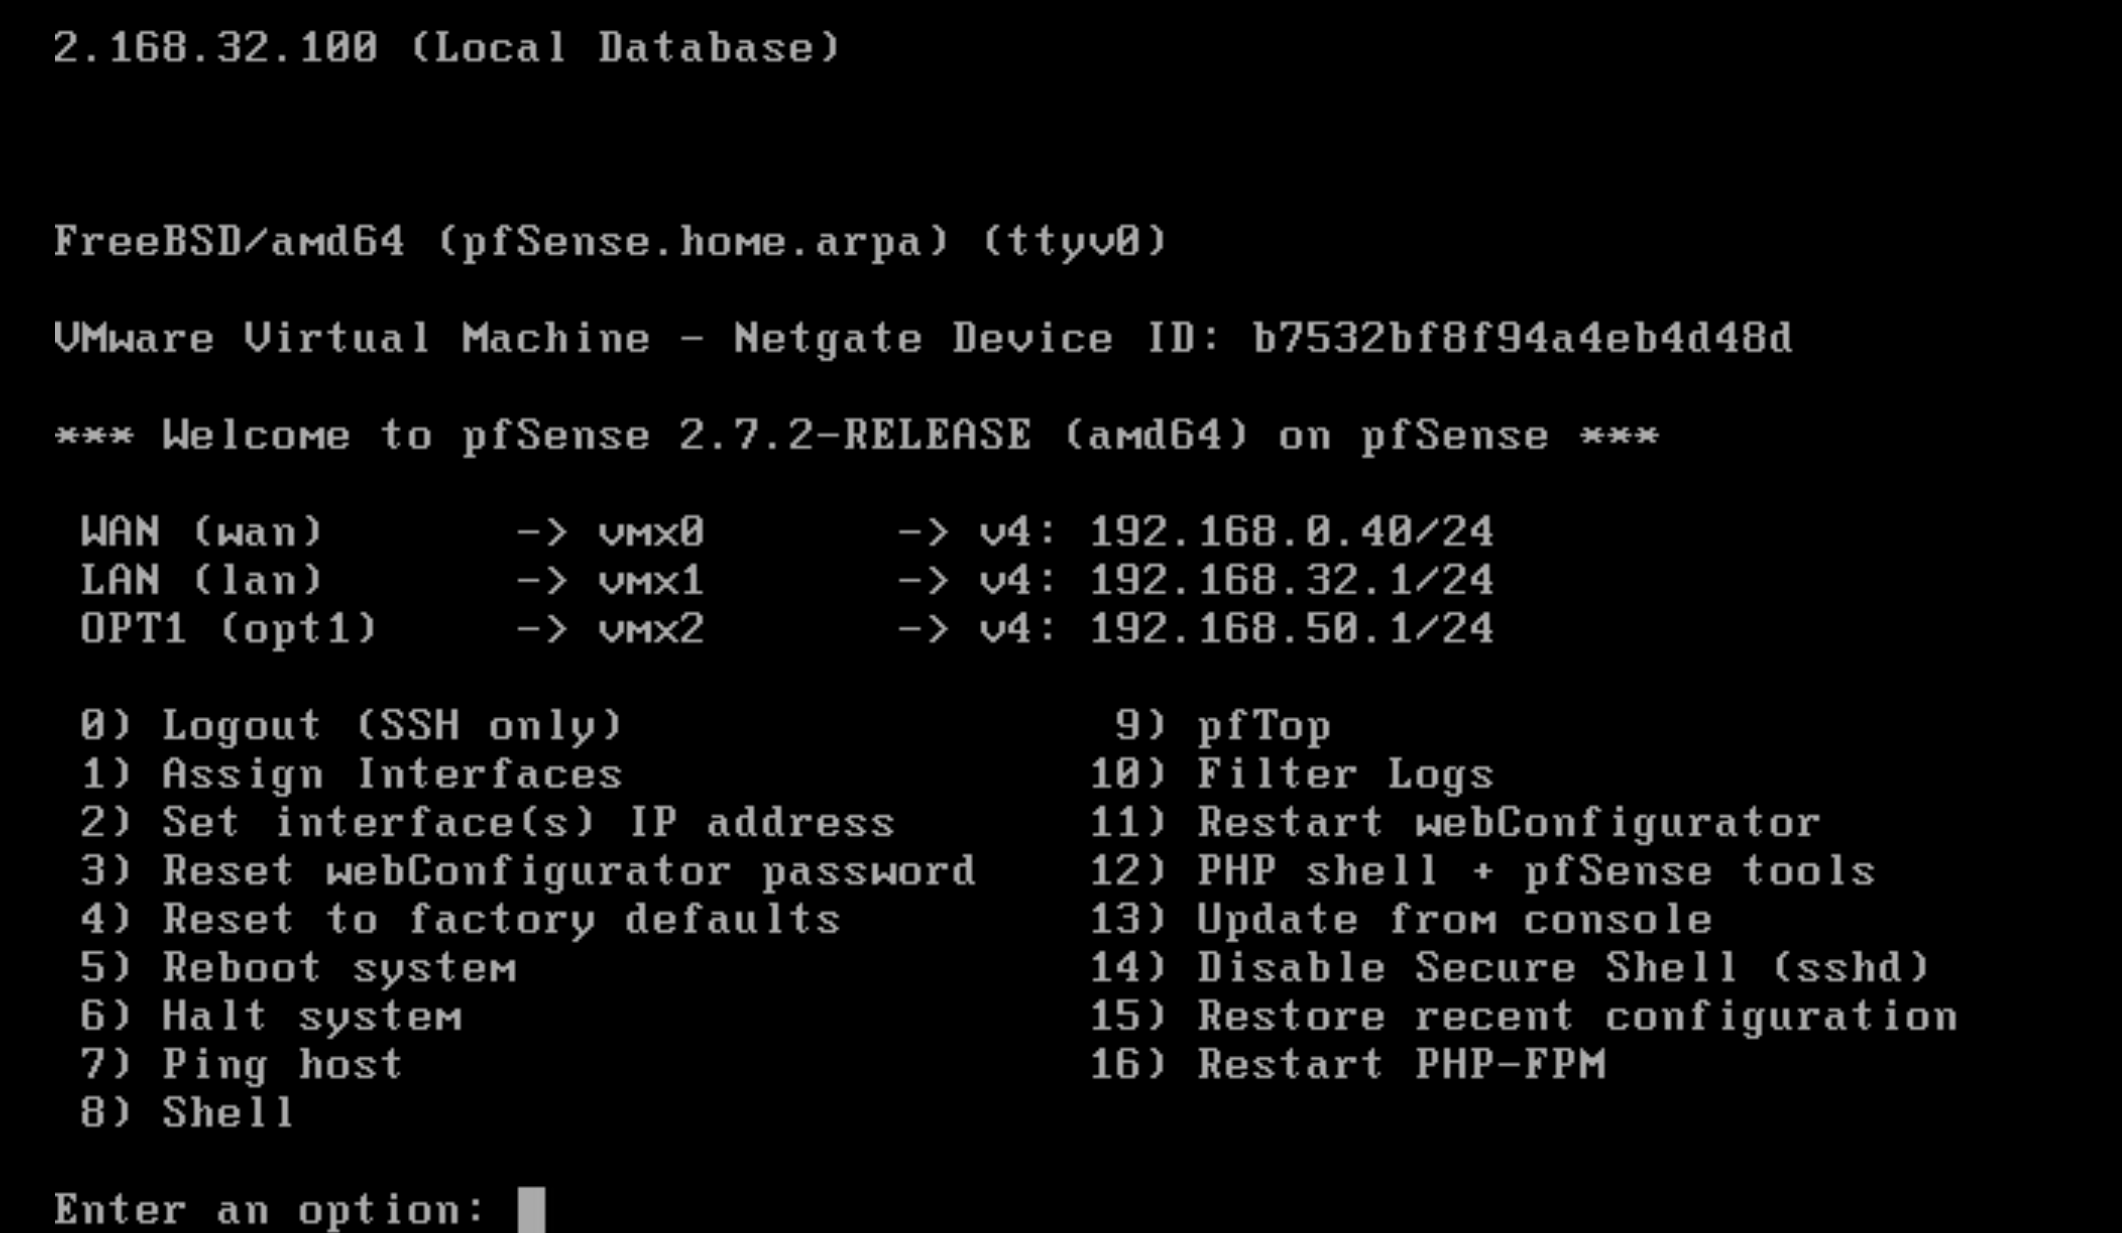 2.168.32.100 (Local Database)
FreeBSD/amd64 (pfSense.home.arpa) (ttyv0)
VMware Virtual Machine - Netgate Device ID: b7532bf8f94a4eb4d48d
*** Welcome to pfSense 2.7.2-RELEASE (amd64) on pfSense ***
WAN (wan) -> vmx0 -> v4: 192.168.0.40/24
LAN (lan) -> vmx1 -> v4: 192.168.32.1/24
OPT1 (opt1) -> vmx2 -> v4: 192.168.50.1/24
0) Logout (SSH only) 9) pfTop
1) Assign Interfaces 10) Filter Logs
2) Set interface(s) IP address 11) Restart webConfigurator
3) Reset webConfigurator password 12) PHP shell + pfSense tools
4) Reset to factory defaults 13) Update from console
5) Reboot system 14) Disable Secure Shell (sshd)
6) Halt system 15) Restore recent configuration
7) Ping host 16) Restart PHP-FPM
8) Shell
Enter an option: